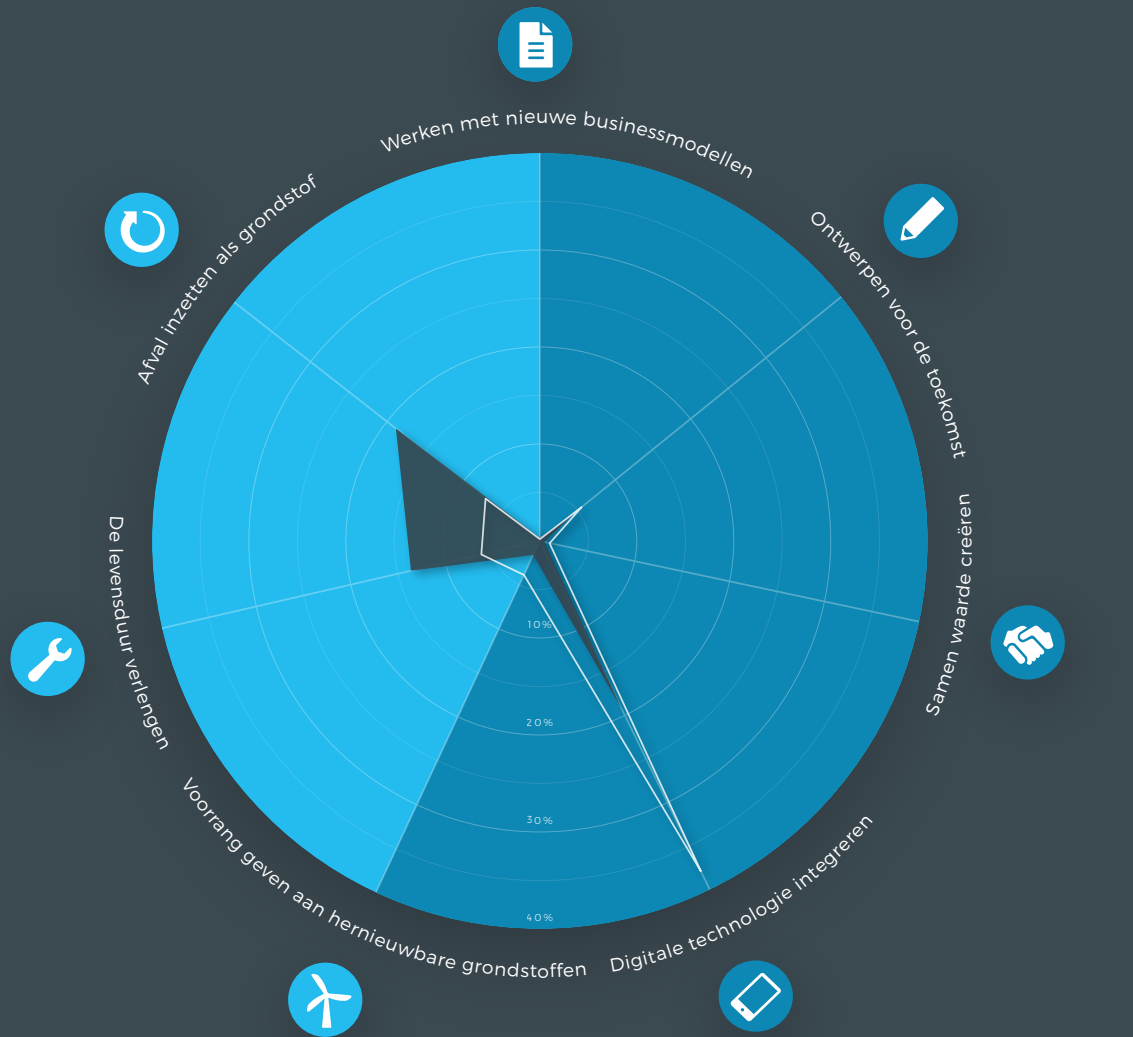 Werken met nieuwe businessmodellen
Ontwerpen voor de toekomst
Samen waarde creëren
Digitale technologie integreren
Voorrang geven aan hernieuwbare grondstoffen
De levensduur verlengen
Afval inzetten als grondstof
10%
20%
30%
40%